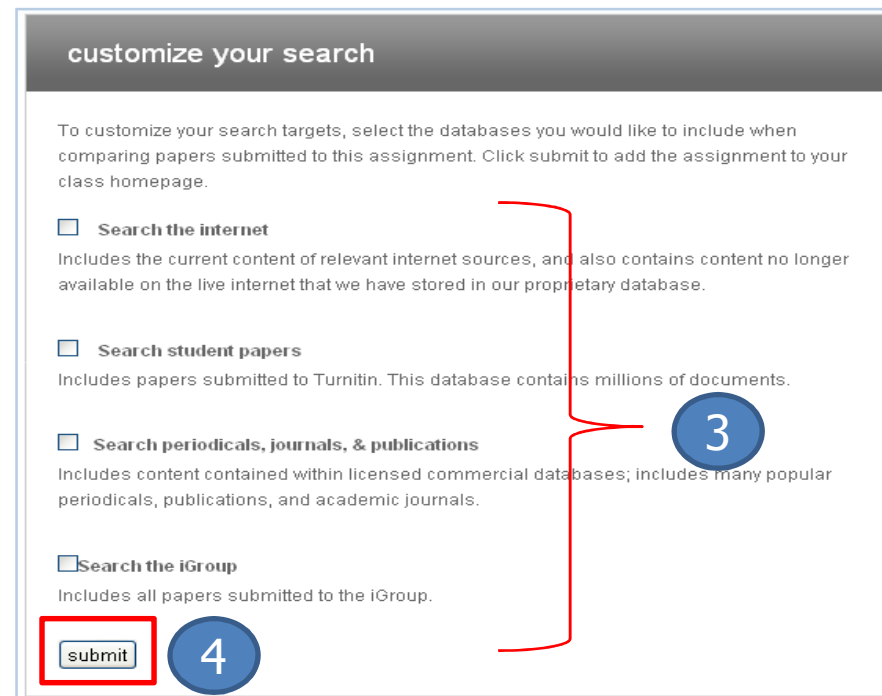 customize your search
To customize your search targets, select the databases you would like to include when
comparing papers submitted to this assignment. Click submit to add the assignment to your
class homepage.
Search the internet
Includes the current content of relevant internet sources, and also contains content no longer
available on the live internet that we have stored in our proprietary database.
Search student papers
Includes papers submitted to Turnitin. This database contains millions of documents.
Search periodicals, journals, & publications
Includes content contained within licensed commercial databases; includes many popular
periodicals, publications, and academic journals.
3
Search the iGroup
Includes all papers submitted to the iGroup.
submit
4